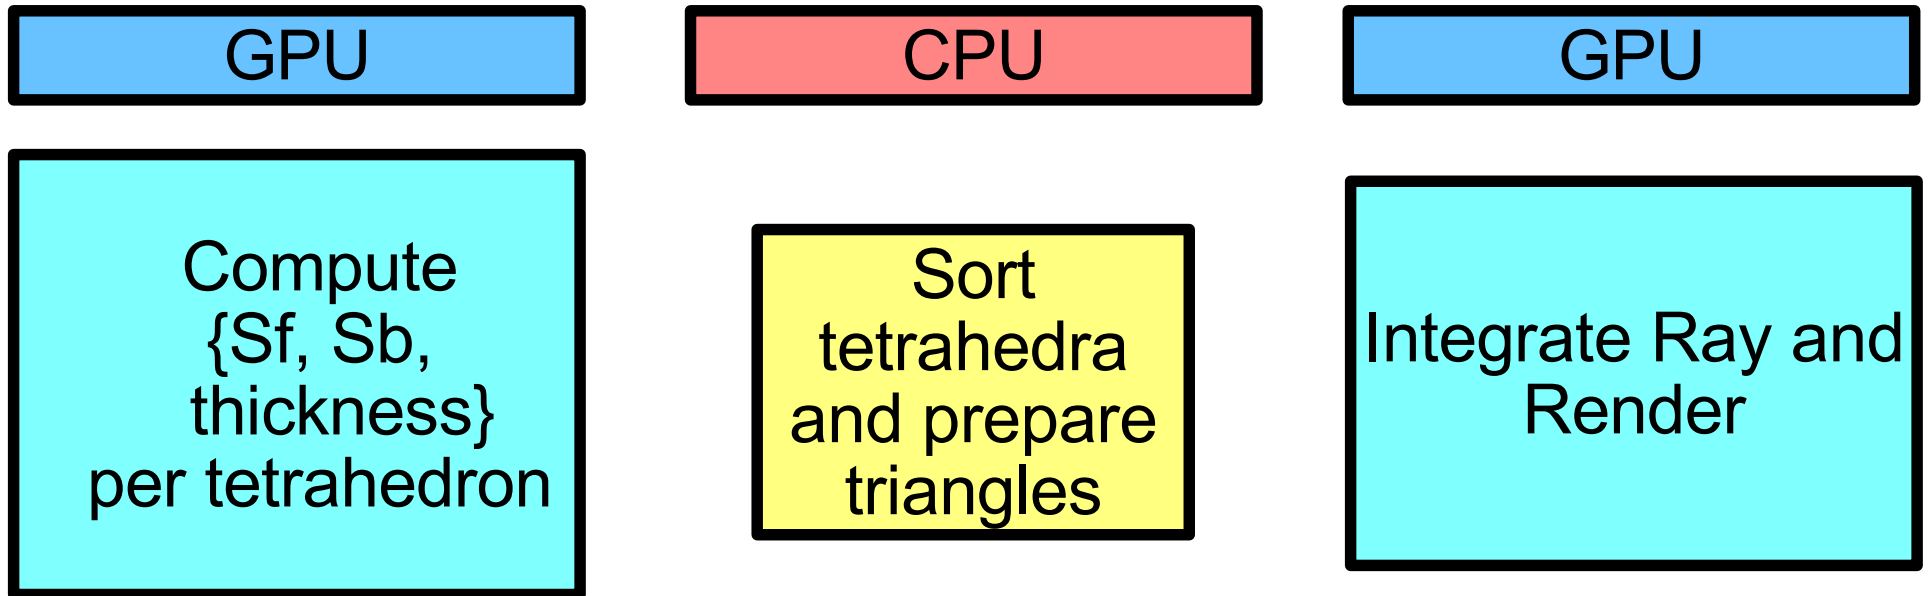 GPU
CPU
GPU
Compute
{Sf, Sb,
thickness}
per tetrahedron
Sort
tetrahedra
and prepare
triangles
Integrate Ray and
Render